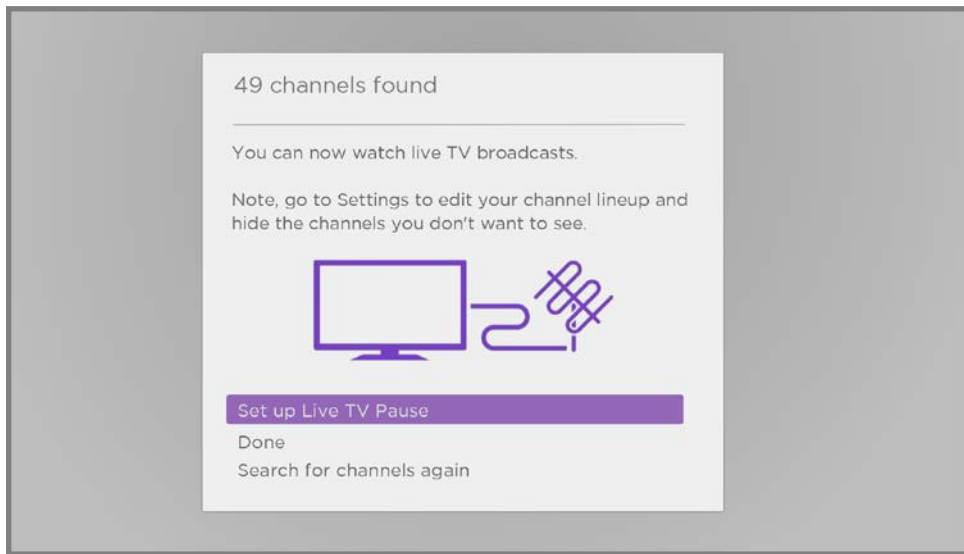 49 channels found
You can now watch live TV broadcasts.
Note, go to Settings to edit your channel lineup and
hide the channels you don't want to see.
Set up Live TV Pause
Done
Search for channels again